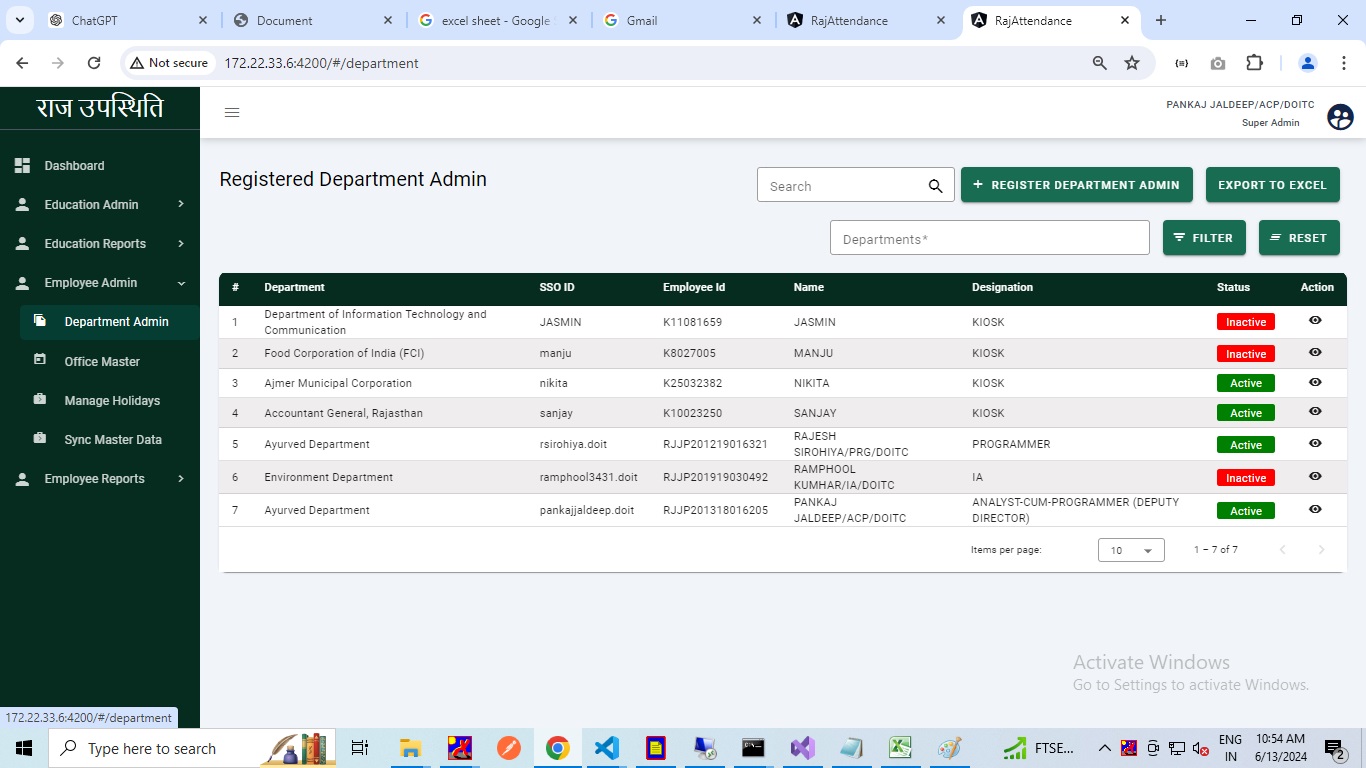 ChatGPT
Document
excel sheet - Google
Gmail
RajAttendance
RajAttendance
Not secure
172.22.33.6:4200/#/department
राज उपस्थिति
PANKAJ JALDEEP/ACP/DOITC
Super Admin
Dashboard
Education Admin
Education Reports
Employee Admin
Department Admin
Office Master
Manage Holidays
Sync Master Data
Employee Reports
Registered Department Admin
Search
+ REGISTER DEPARTMENT ADMIN
EXPORT TO EXCEL
Departments*
FILTER
RESET
# Department SSO ID Employee Id Name Designation Status Action
1 Department of Information Technology and Communication JASMIN K11081659 JASMIN KIOSK Inactive
2 Food Corporation of India (FCI) manju K8027005 MANJU KIOSK Inactive
3 Ajmer Municipal Corporation nikita K25032382 NIKITA KIOSK Active
4 Accountant General, Rajasthan sanjay K10023250 SANJAY KIOSK Active
5 Ayurved Department rsirohiya.doit RJJP201219016321 RAJESH SIROHIYA/PRG/DOITC PROGRAMMER Active
6 Environment Department ramphool3431.doit RJJP201919030492 RAMPHOOL KUMHAR/IA/DOITC IA Inactive
7 Ayurved Department pankajjaldeep.doit RJJP201318016205 PANKAJ JALDEEP/ACP/DOITC ANALYST-CUM-PROGRAMMER (DEPUTY DIRECTOR) Active
Items per page: 10 1 – 7 of 7
Activate Windows
Go to Settings to activate Windows.
172.22.33.6:4200/#/department
Type here to search
FTSE...
ENG
IN
10:54 AM
6/13/2024
2